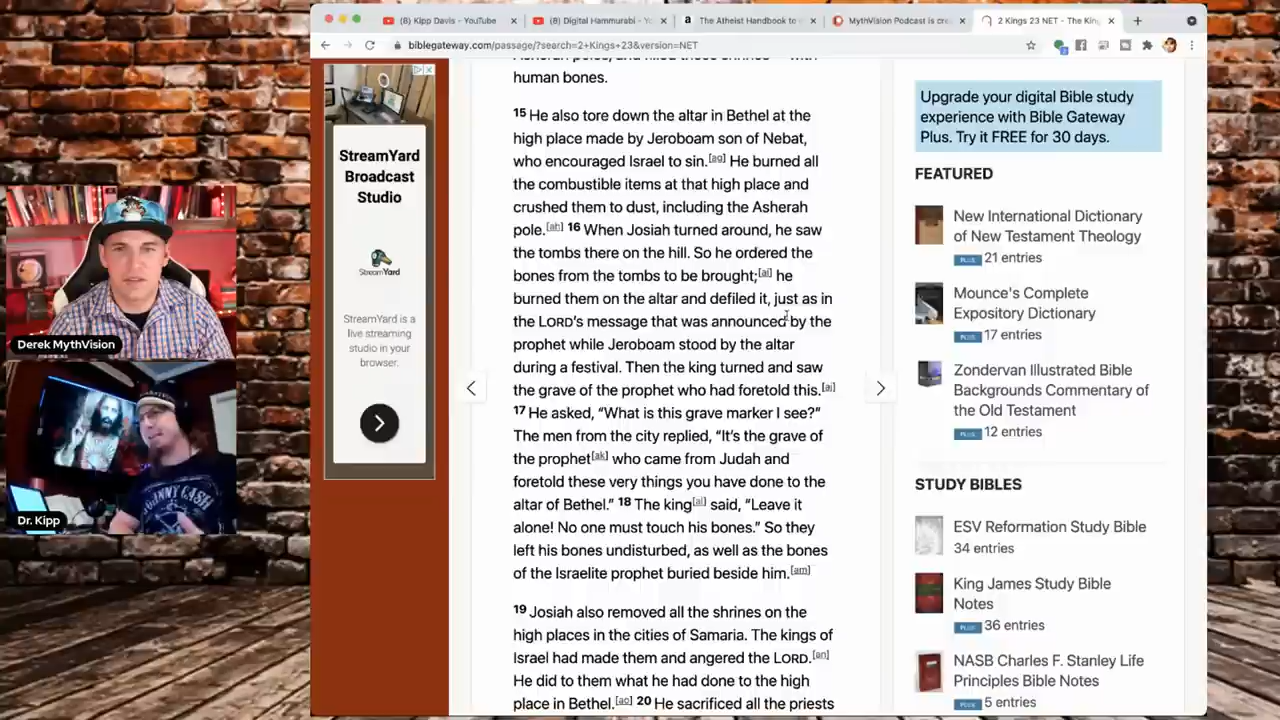 (8) Kipp Davis - YouTube
(8) Digital Hammurabi - Yo
The Atheist Handbook to
MythVision Podcast is cre
2 Kings 23 NET - The King
biblegateway.com/passage/?search=2+Kings+23&version=NET
human bones.
15 He also tore down the altar in Bethel at the
high place made by Jeroboam son of Nebat,
who encouraged Israel to sin.[ag] He burned all
the combustible items at that high place and
crushed them to dust, including the Asherah
pole.[ah] 16 When Josiah turned around, he saw
the tombs there on the hill. So he ordered the
bones from the tombs to be brought;[ai] he
burned them on the altar and defiled it, just as in
the LORD's message that was announced by the
prophet while Jeroboam stood by the altar
during a festival. Then the king turned and saw
the grave of the prophet who had foretold this.[aj]
17 He asked, “What is this grave marker I see?”
The men from the city replied, “It's the grave of
the prophet[ak] who came from Judah and
foretold these very things you have done to the
altar of Bethel.” 18 The king[al] said, “Leave it
alone! No one must touch his bones.” So they
left his bones undisturbed, as well as the bones
of the Israelite prophet buried beside him.[am]
19 Josiah also removed all the shrines on the
high places in the cities of Samaria. The kings of
Israel had made them and angered the LORD.[an]
He did to them what he had done to the high
place in Bethel.[ao] 20 He sacrificed all the priests
StreamYard
Broadcast
Studio
StreamYard
StreamYard is a
live streaming
studio in your
browser.
Upgrade your digital Bible study
experience with Bible Gateway
Plus. Try it FREE for 30 days.
FEATURED
New International Dictionary
of New Testament Theology
PLUS 21 entries
Mounce's Complete
Expository Dictionary
PLUS 17 entries
Zondervan Illustrated Bible
Backgrounds Commentary of
the Old Testament
PLUS 12 entries
STUDY BIBLES
ESV Reformation Study Bible
34 entries
King James Study Bible
Notes
PLUS 36 entries
NASB Charles F. Stanley Life
Principles Bible Notes
PLUS 5 entries
Derek MythVision
JOHNNY CASH
Dr. Kipp